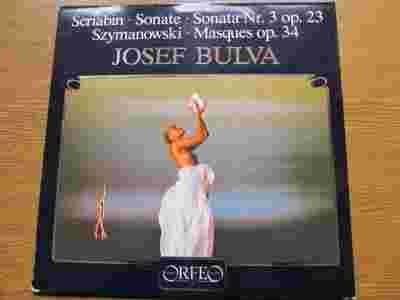 Scriabin · Sonate · Sonata Nr. 3 op. 23
Szymanowski · Masques op. 34
JOSEF BULVA
ORFEO